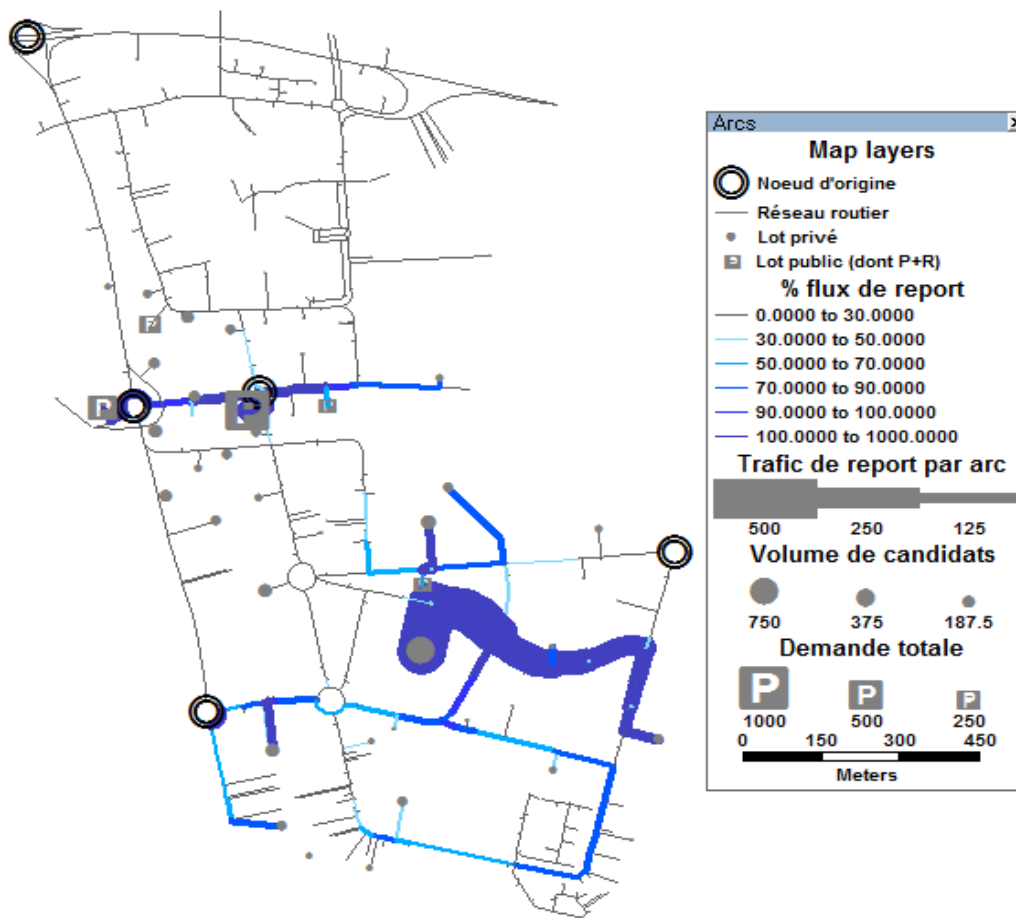 Arcs
Map layers
Noeud d'origine
Réseau routier
Lot privé
P Lot public (dont P+R)
% flux de report
0.0000 to 30.0000
30.0000 to 50.0000
50.0000 to 70.0000
70.0000 to 90.0000
90.0000 to 100.0000
100.0000 to 1000.0000
Trafic de report par arc
500 250 125
Volume de candidats
750 375 187.5
Demande totale
P P P
1000 500 250
0 150 300 450
Meters
P
P
P
P
P